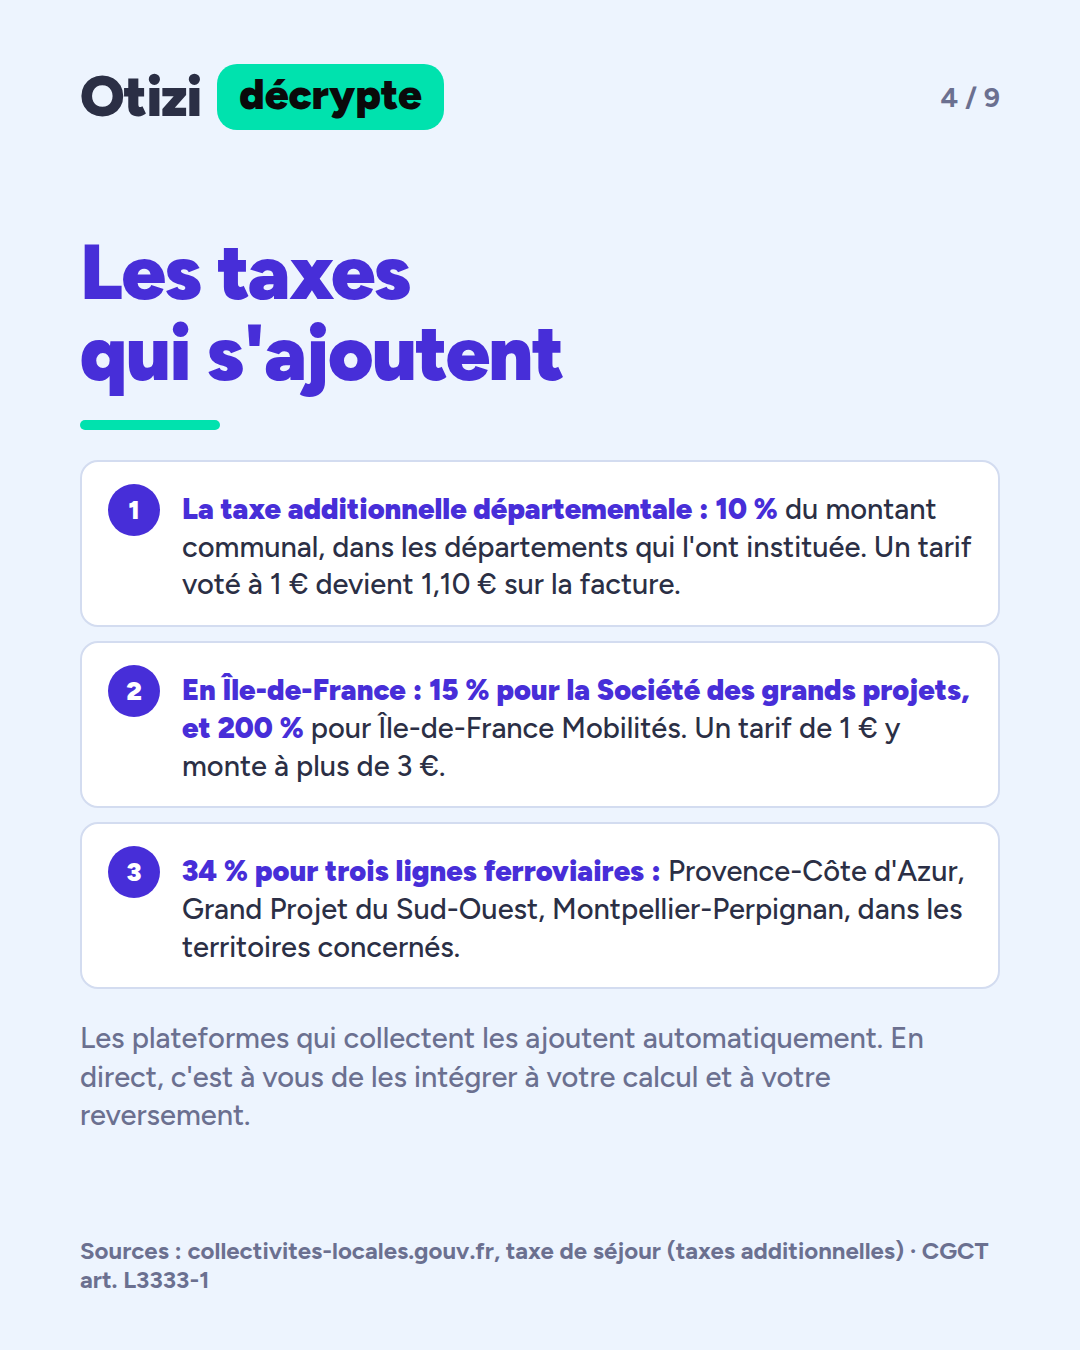 Otizi décrypte
4 / 9
Les taxes
qui s'ajoutent
1
La taxe additionnelle départementale : 10 % du montant
communal, dans les départements qui l'ont instituée. Un tarif
voté à 1 € devient 1,10 € sur la facture.
2
En Île-de-France : 15 % pour la Société des grands projets,
et 200 % pour Île-de-France Mobilités. Un tarif de 1 € y
monte à plus de 3 €.
3
34 % pour trois lignes ferroviaires : Provence-Côte d'Azur,
Grand Projet du Sud-Ouest, Montpellier-Perpignan, dans les
territoires concernés.
Les plateformes qui collectent les ajoutent automatiquement. En
direct, c'est à vous de les intégrer à votre calcul et à votre
reversement.
Sources : collectivites-locales.gouv.fr, taxe de séjour (taxes additionnelles) · CGCT
art. L3333-1